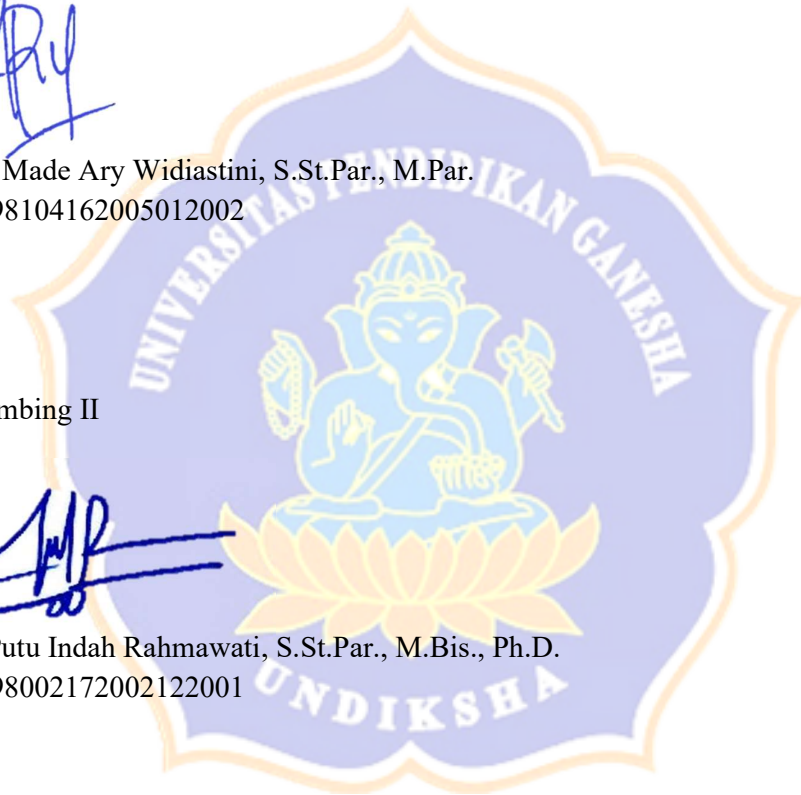 Made Ary Widiastini, S.St.Par., M.Par.
98104162005012002
UNIVERSITAS PENDIDIKAN GANESHA
mbing II
utu Indah Rahmawati, S.St.Par., M.Bis., Ph.D.
98002172002122001
UNDIKSHA